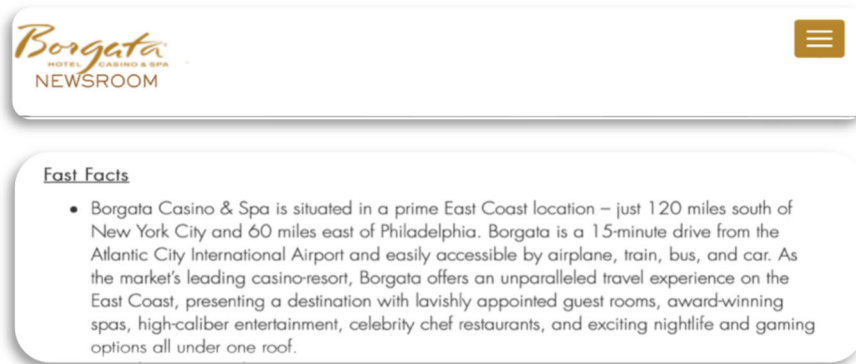 Borgata
HOTEL CASINO & SPA
NEWSROOM
Fast Facts
• Borgata Casino & Spa is situated in a prime East Coast location – just 120 miles south of
New York City and 60 miles east of Philadelphia. Borgata is a 15-minute drive from the
Atlantic City International Airport and easily accessible by airplane, train, bus, and car. As
the market's leading casino-resort, Borgata offers an unparalleled travel experience on the
East Coast, presenting a destination with lavishly appointed guest rooms, award-winning
spas, high-caliber entertainment, celebrity chef restaurants, and exciting nightlife and gaming
options all under one roof.